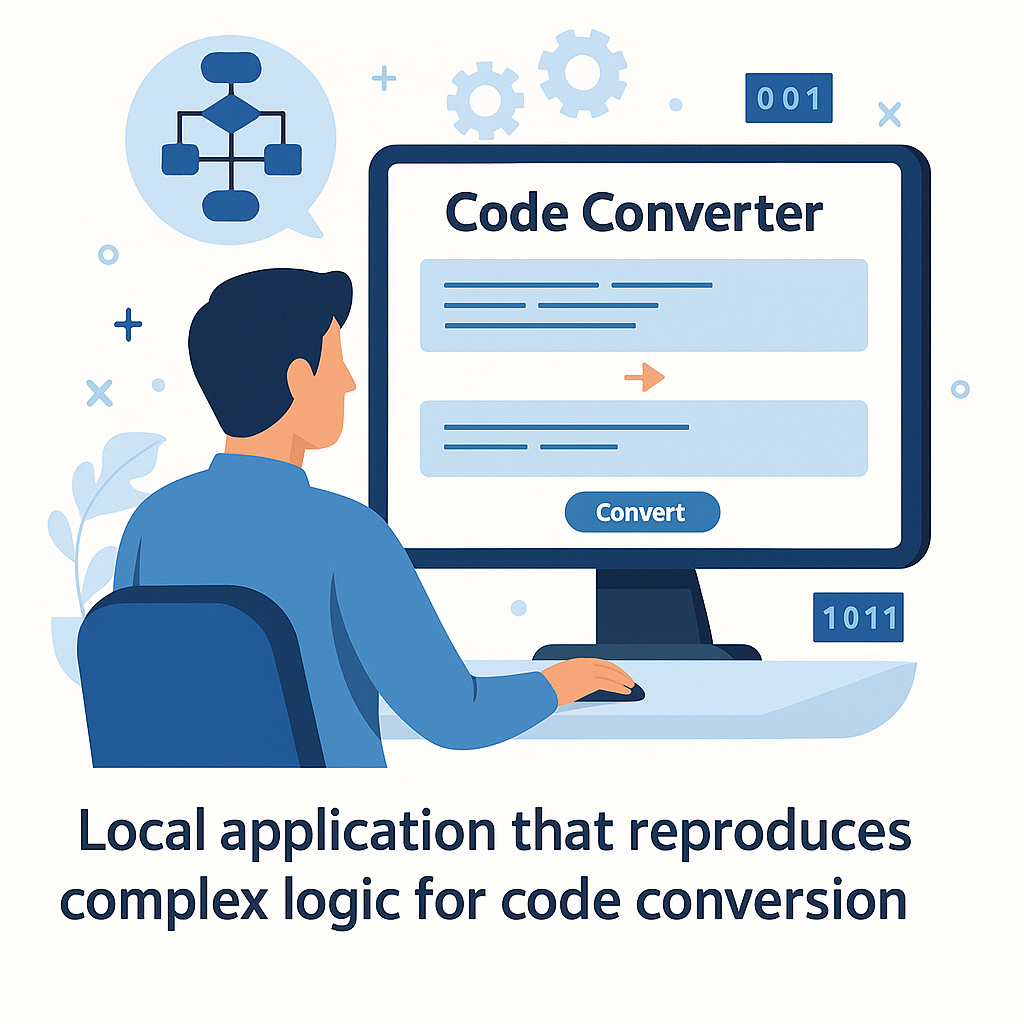 001
Code Converter
Convert
1011
Local application that reproduces
complex logic for code conversion